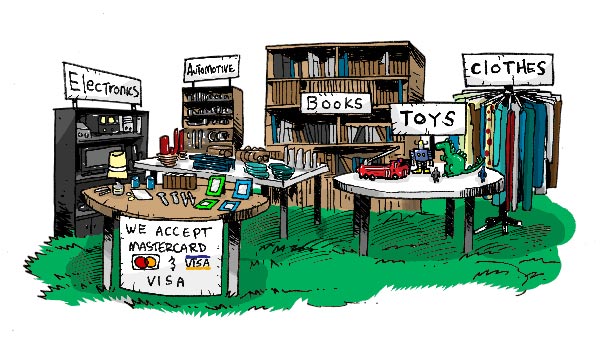 Electronics
AUTOMOTIVE
BOOKS
TOYS
CLOTHES
WE ACCEPT
MASTERCARD
& VISA
VISA